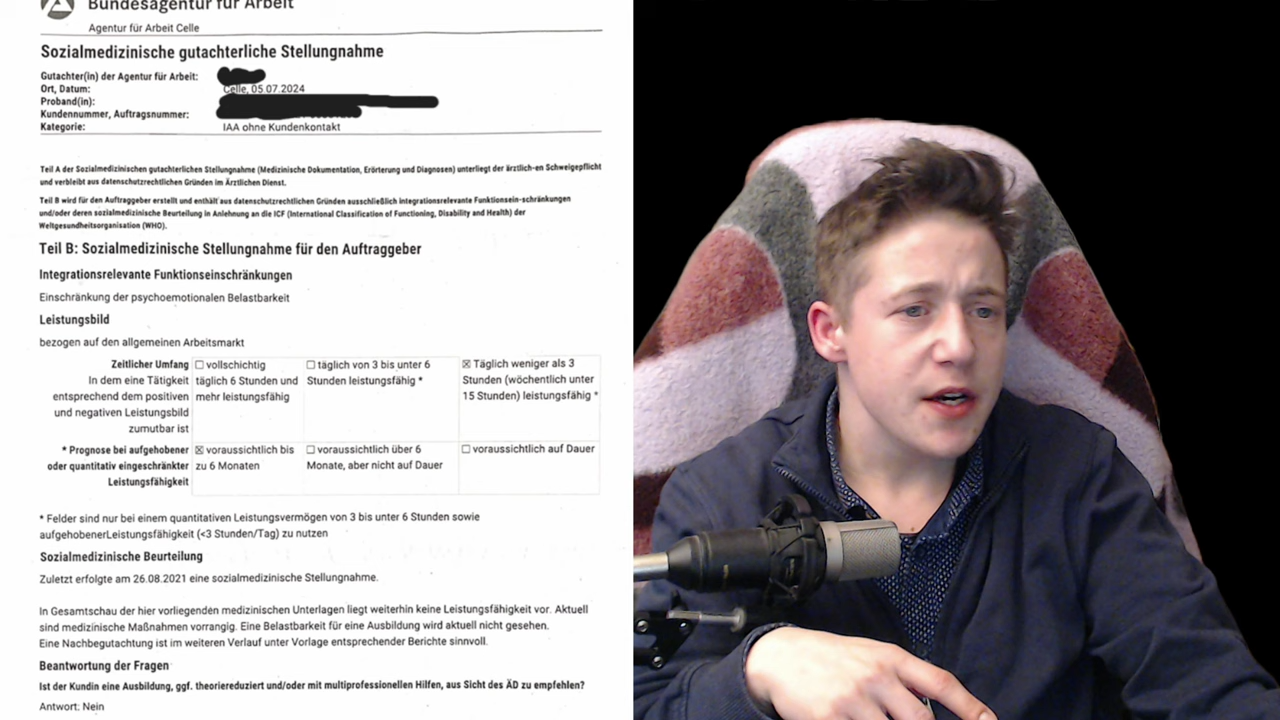 Bundesagentur für Arbeit
Agentur für Arbeit Celle
Sozialmedizinische gutachterliche Stellungnahme
Gutachter(in) der Agentur für Arbeit:
Ort, Datum: Celle, 05.07.2024
Proband(in):
Kundennummer, Auftragsnummer:
Kategorie: IAA ohne Kundenkontakt
Teil A der Sozialmedizinischen gutachterlichen Stellungnahme (Medizinische Dokumentation, Erörterung und Diagnosen) unterliegt der ärztlich-en Schweigepflicht
und verbleibt aus datenschutzrechtlichen Gründen im Ärztlichen Dienst.
Teil B wird für den Auftraggeber erstellt und enthält aus datenschutzrechtlichen Gründen ausschließlich integrationsrelevante Funktionsein-schränkungen
und/oder deren sozialmedizinische Beurteilung in Anlehnung an die ICF (International Classification of Functioning, Disability and Health) der
Weltgesundheitsorganisation (WHO).
Teil B: Sozialmedizinische Stellungnahme für den Auftraggeber
Integrationsrelevante Funktionseinschränkungen
Einschränkung der psychoemotionalen Belastbarkeit
Leistungsbild
bezogen auf den allgemeinen Arbeitsmarkt
Zeitlicher Umfang
In dem eine Tätigkeit
entsprechend dem positiven
und negativen Leistungsbild
zumutbar ist
☐ vollschichtig
täglich 6 Stunden und
mehr leistungsfähig
☐ täglich von 3 bis unter 6
Stunden leistungsfähig *
☒ Täglich weniger als 3
Stunden (wöchentlich unter
15 Stunden) leistungsfähig *
* Prognose bei aufgehobener
oder quantitativ eingeschränkter
Leistungsfähigkeit
☒ voraussichtlich bis
zu 6 Monaten
☐ voraussichtlich über 6
Monate, aber nicht auf Dauer
☐ voraussichtlich auf Dauer
* Felder sind nur bei einem quantitativen Leistungsvermögen von 3 bis unter 6 Stunden sowie
aufgehobenerLeistungsfähigkeit (<3 Stunden/Tag) zu nutzen
Sozialmedizinische Beurteilung
Zuletzt erfolgte am 26.08.2021 eine sozialmedizinische Stellungnahme.
In Gesamtschau der hier vorliegenden medizinischen Unterlagen liegt weiterhin keine Leistungsfähigkeit vor. Aktuell
sind medizinische Maßnahmen vorrangig. Eine Belastbarkeit für eine Ausbildung wird aktuell nicht gesehen.
Eine Nachbegutachtung ist im weiteren Verlauf unter Vorlage entsprechender Berichte sinnvoll.
Beantwortung der Fragen
Ist der Kundin eine Ausbildung, ggf. theoriereduziert und/oder mit multiprofessionellen Hilfen, aus Sicht des ÄD zu empfehlen?
Antwort: Nein